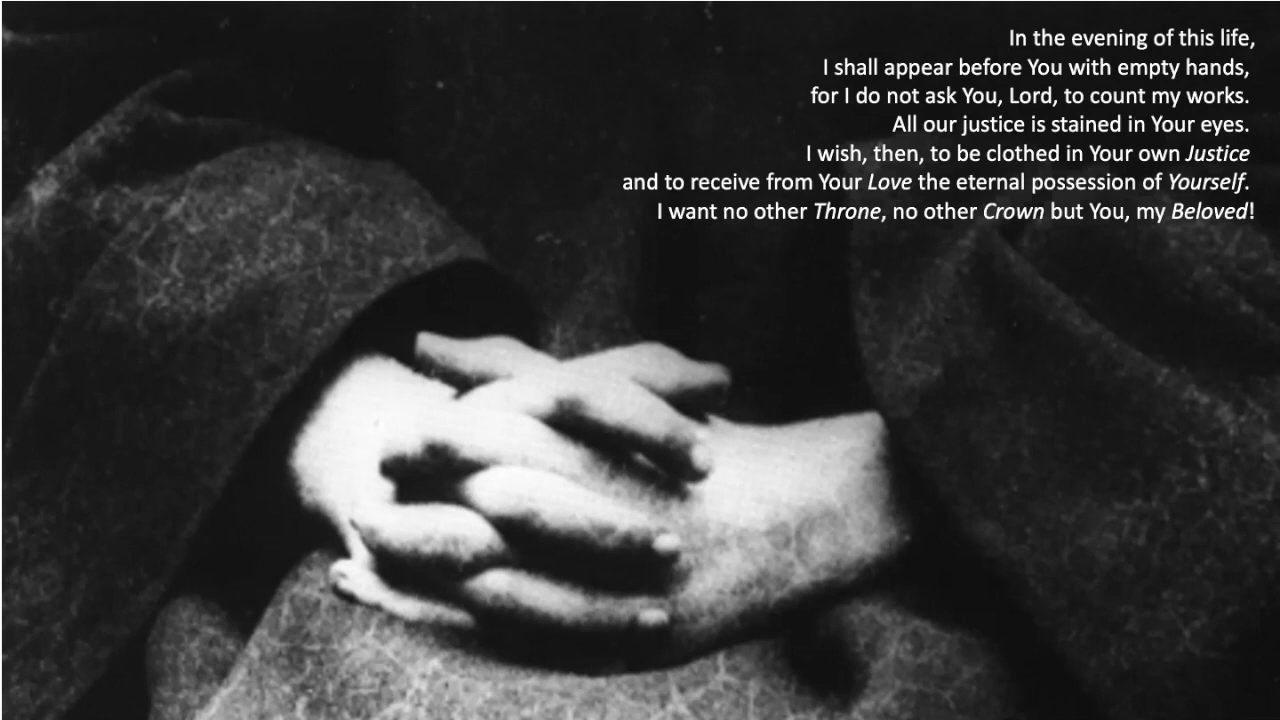 In the evening of this life,
I shall appear before You with empty hands,
for I do not ask You, Lord, to count my works.
All our justice is stained in Your eyes.
I wish, then, to be clothed in Your own Justice
and to receive from Your Love the eternal possession of Yourself.
I want no other Throne, no other Crown but You, my Beloved!